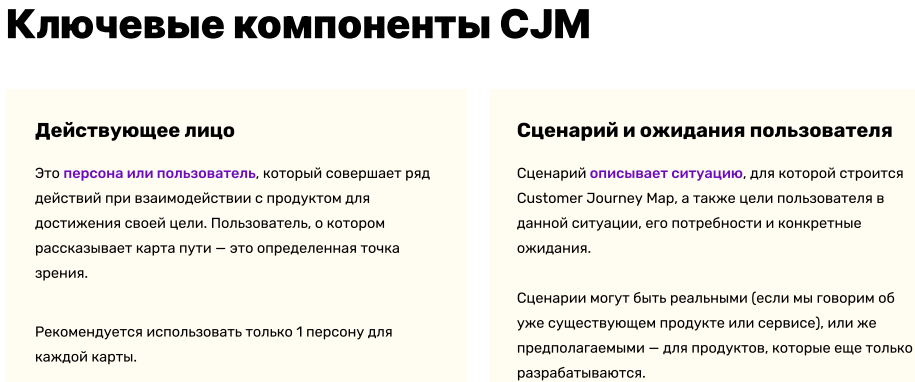 Ключевые компоненты CJM
Действующее лицо
Это персона или пользователь, который совершает ряд
действий при взаимодействии с продуктом для
достижения своей цели. Пользователь, о котором
рассказывает карта пути — это определенная точка
зрения.
Рекомендуется использовать только 1 персону для
каждой карты.
Сценарий и ожидания пользователя
Сценарий описывает ситуацию, для которой строится
Customer Journey Map, а также цели пользователя в
данной ситуации, его потребности и конкретные
ожидания.
Сценарии могут быть реальными (если мы говорим об
уже существующем продукте или сервисе), или же
предполагаемыми — для продуктов, которые еще только
разрабатываются.